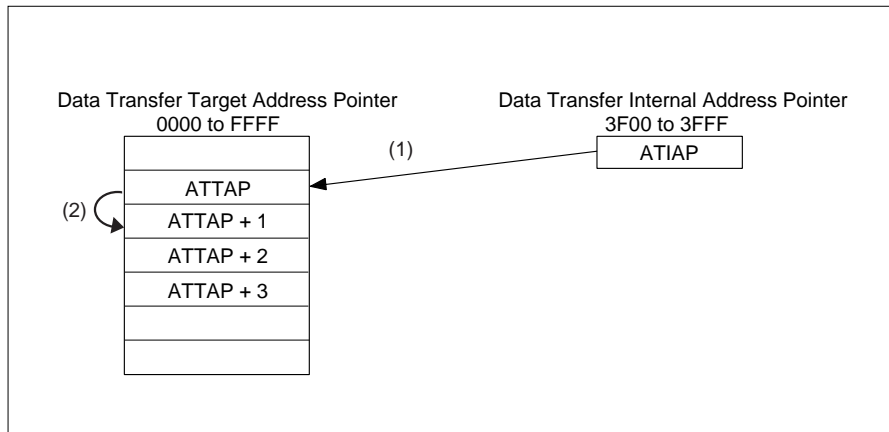 Data Transfer Target Address Pointer
0000 to FFFF
Data Transfer Internal Address Pointer
3F00 to 3FFF
(1)
ATIAP
ATTAP
(2)
ATTAP + 1
ATTAP + 2
ATTAP + 3